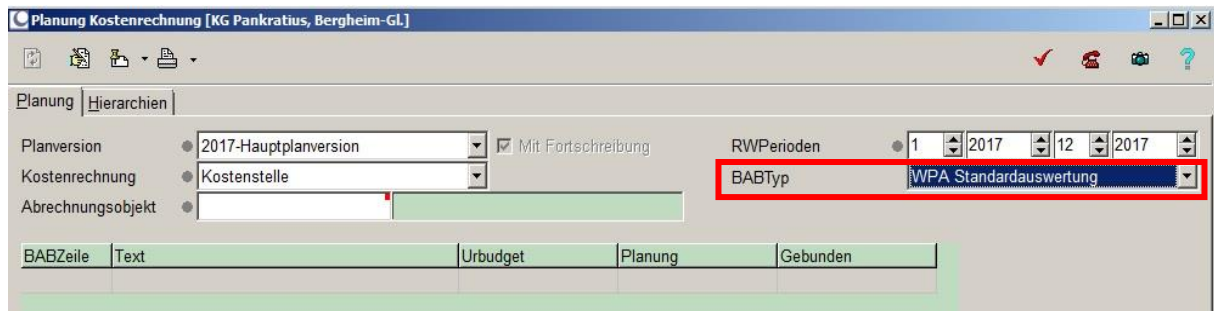 Planung Kostenrechnung [KG Pankratius, Bergheim-Gl.]
?
Planung Hierarchien
Planversion 2017-Hauptplanversion Mit Fortschreibung RWPerioden 1 2017 12 2017
Kostenrechnung Kostenstelle BABTyp WPA Standardauswertung
Abrechnungsobjekt
BABZeile Text Urbudget Planung Gebunden